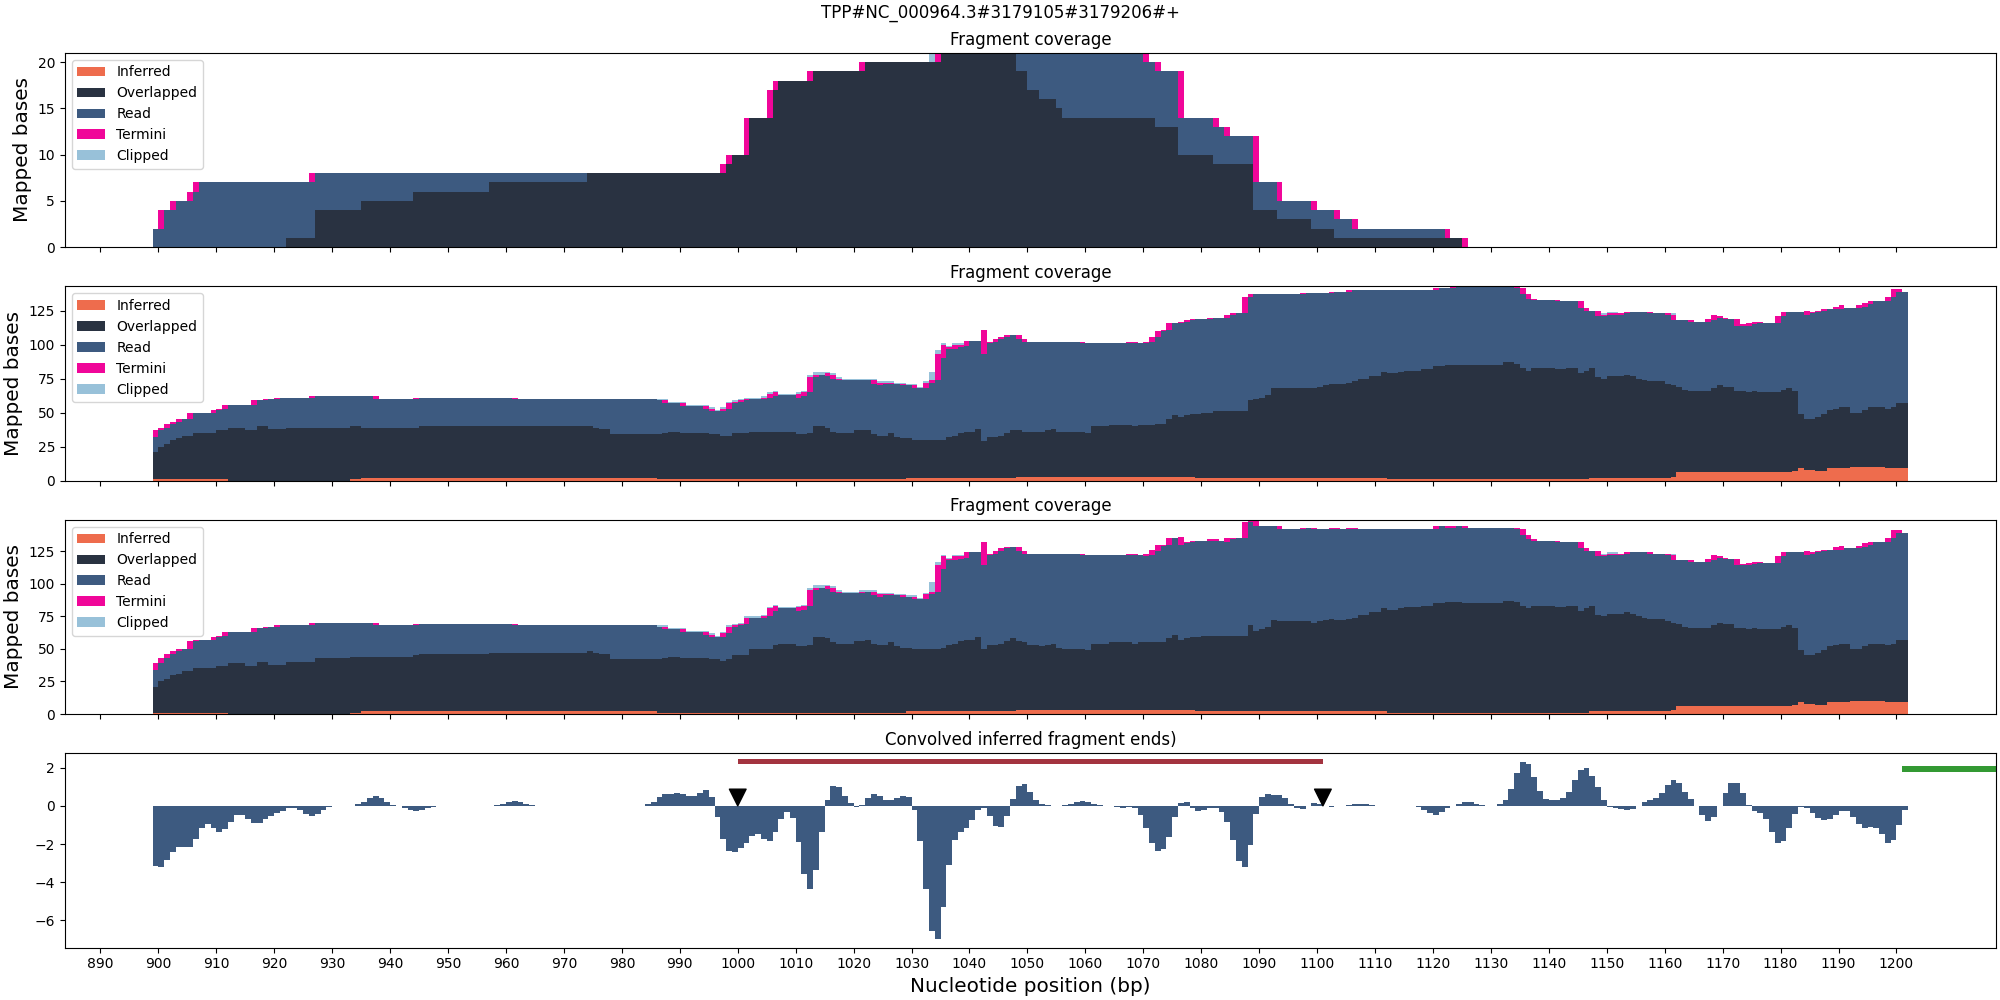 TPP#NC_000964.3#3179105#3179206#+
Fragment coverage
Mapped bases
20
15
10
5
0
Inferred
Overlapped
Read
Termini
Clipped
Fragment coverage
Mapped bases
125
100
75
50
25
0
Inferred
Overlapped
Read
Termini
Clipped
Fragment coverage
Mapped bases
125
100
75
50
25
0
Inferred
Overlapped
Read
Termini
Clipped
Convolved inferred fragment ends)
2
0
−2
−4
−6
890 900 910 920 930 940 950 960 970 980 990 1000 1010 1020 1030 1040 1050 1060 1070 1080 1090 1100 1110 1120 1130 1140 1150 1160 1170 1180 1190 1200
Nucleotide position (bp)